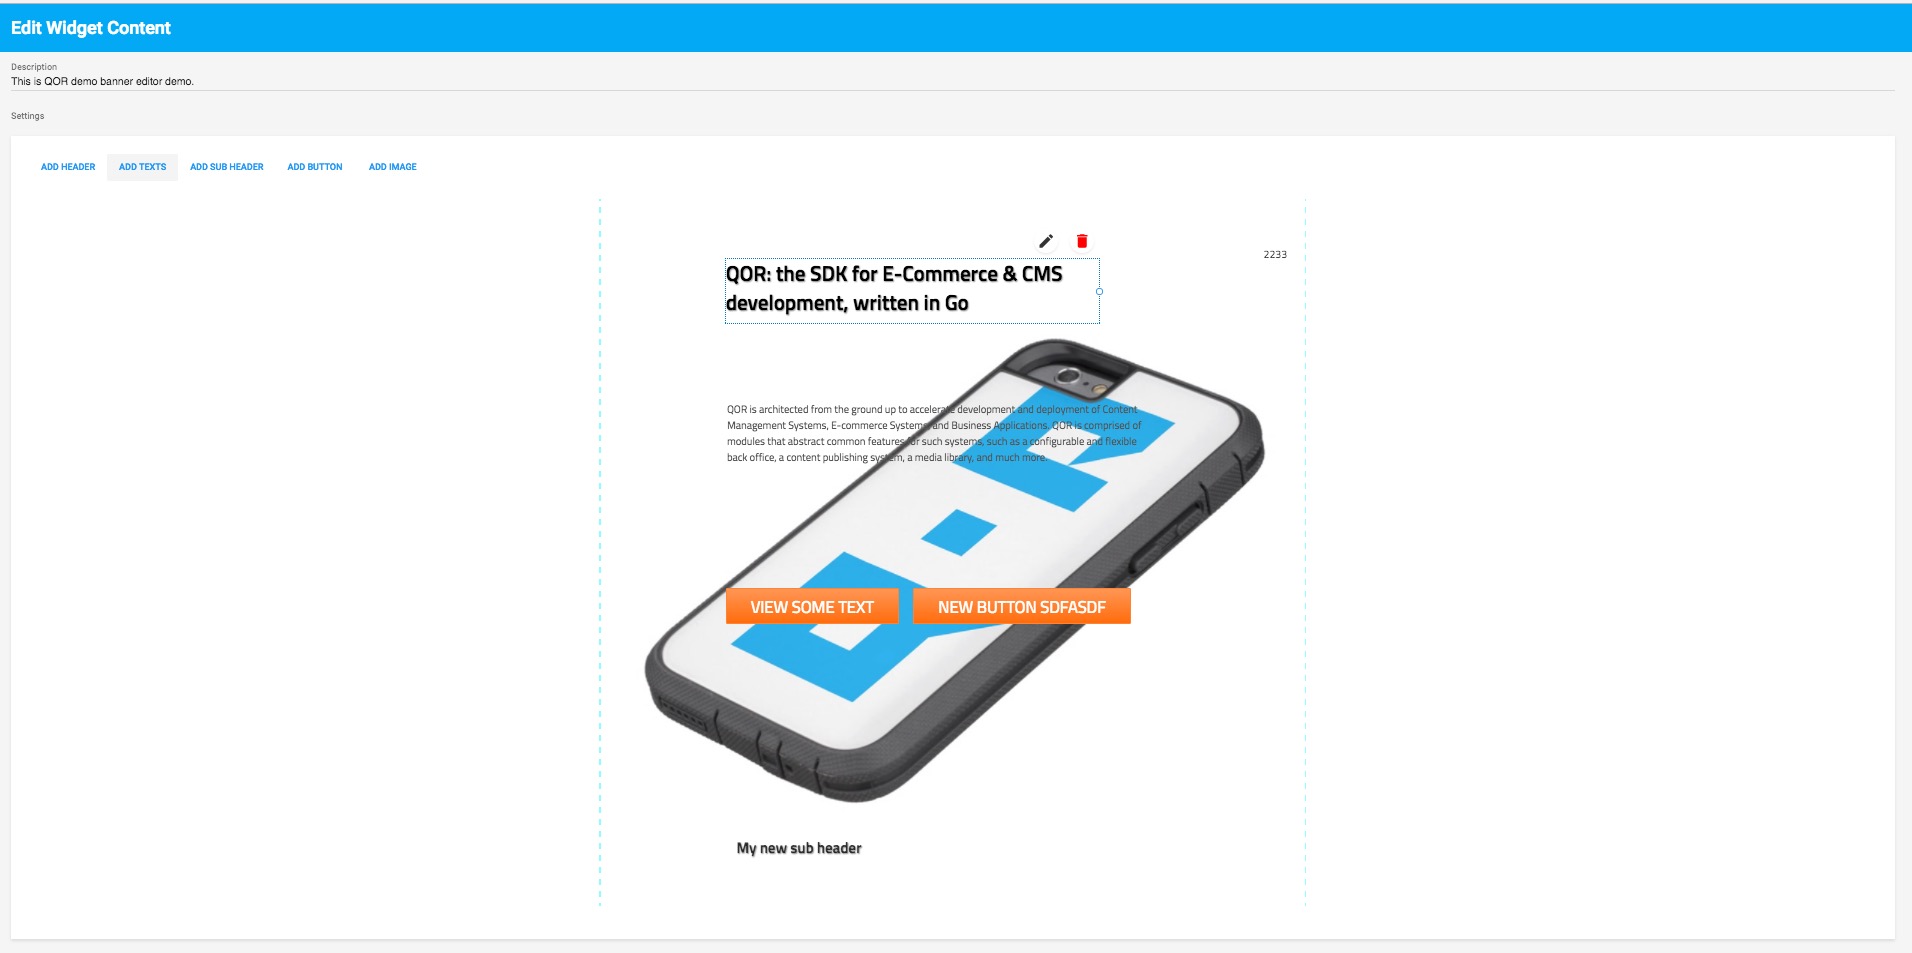 Edit Widget Content
Description
This is QOR demo banner editor demo.
Settings
ADD HEADER ADD TEXTS ADD SUB HEADER ADD BUTTON ADD IMAGE
2233
QOR: the SDK for E-Commerce & CMS
development, written in Go
QOR is architected from the ground up to accelerate development and deployment of Content
Management Systems, E-commerce Systems, and Business Applications. QOR is comprised of
modules that abstract common features for such systems, such as a configurable and flexible
back office, a content publishing system, a media library, and much more.
VIEW SOME TEXT NEW BUTTON SDFASDF
My new sub header